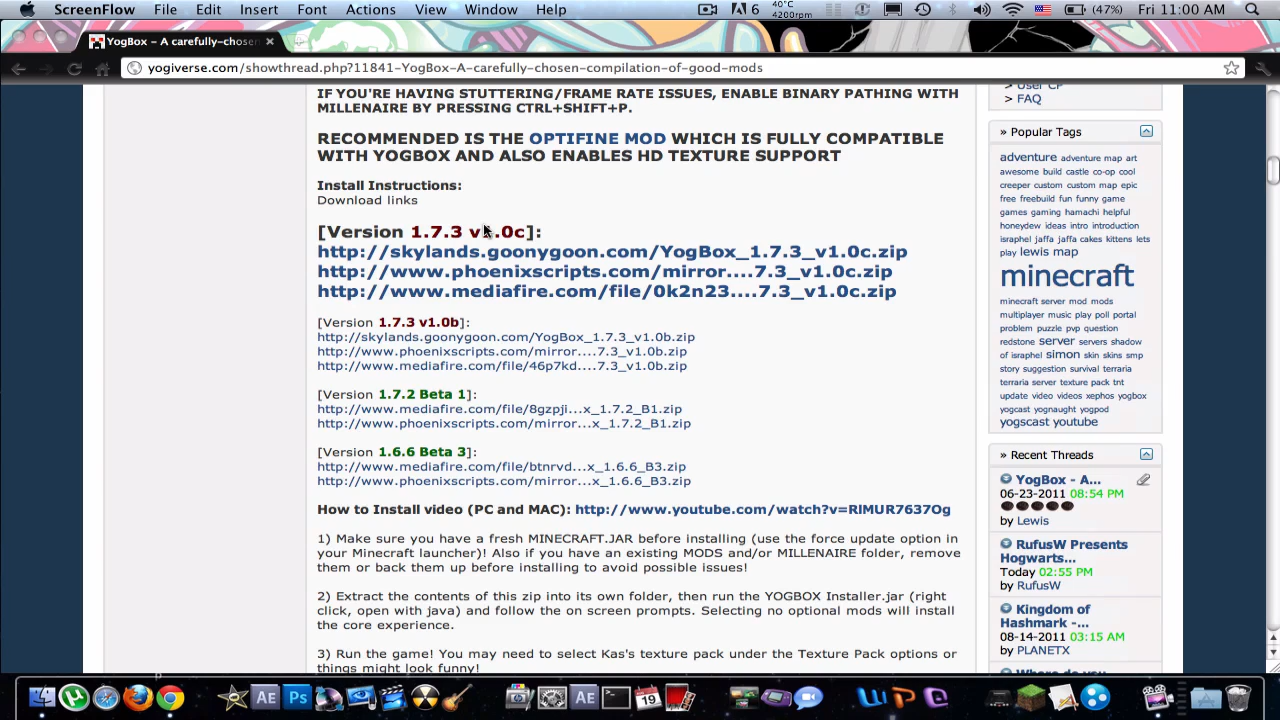 ScreenFlow File Edit Insert Font Actions View Window Help 6 40°C 4200rpm (47%) Fri 11:00 AM
YogBox – A carefully-chosen
yogiverse.com/showthread.php?11841-YogBox-A-carefully-chosen-compilation-of-good-mods
IF YOU'RE HAVING STUTTERING/FRAME RATE ISSUES, ENABLE BINARY PATHING WITH
MILLENAIRE BY PRESSING CTRL+SHIFT+P.
RECOMMENDED IS THE OPTIFINE MOD WHICH IS FULLY COMPATIBLE
WITH YOGBOX AND ALSO ENABLES HD TEXTURE SUPPORT
Install Instructions:
Download links
[Version 1.7.3 v1.0c]:
http://skylands.goonygoon.com/YogBox_1.7.3_v1.0c.zip
http://www.phoenixscripts.com/mirror....7.3_v1.0c.zip
http://www.mediafire.com/file/0k2n23....7.3_v1.0c.zip
[Version 1.7.3 v1.0b]:
http://skylands.goonygoon.com/YogBox_1.7.3_v1.0b.zip
http://www.phoenixscripts.com/mirror....7.3_v1.0b.zip
http://www.mediafire.com/file/46p7kd....7.3_v1.0b.zip
[Version 1.7.2 Beta 1]:
http://www.mediafire.com/file/8gzpji...x_1.7.2_B1.zip
http://www.phoenixscripts.com/mirror...x_1.7.2_B1.zip
[Version 1.6.6 Beta 3]:
http://www.mediafire.com/file/btnrvd...x_1.6.6_B3.zip
http://www.phoenixscripts.com/mirror...x_1.6.6_B3.zip
How to Install video (PC and MAC): http://www.youtube.com/watch?v=RlMUR7637Og
1) Make sure you have a fresh MINECRAFT.JAR before installing (use the force update option in
your Minecraft launcher)! Also if you have an existing MODS and/or MILLENAIRE folder, remove
them or back them up before installing to avoid possible issues!
2) Extract the contents of this zip into its own folder, then run the YOGBOX Installer.jar (right
click, open with java) and follow the on screen prompts. Selecting no optional mods will install
the core experience.
3) Run the game! You may need to select Kas's texture pack under the Texture Pack options or
things might look funny!
> User CP
> FAQ
» Popular Tags
adventure adventure map art
awesome build castle co-op cool
creeper custom custom map epic
free freebuild fun funny game
games gaming hamachi helpful
honeydew ideas intro introduction
israphel jaffa jaffa cakes kittens lets
play lewis map
minecraft
minecraft server mod mods
multiplayer music play poll portal
problem puzzle pvp question
redstone server servers shadow
of israphel simon skin skins smp
story suggestion survival terraria
terraria server texture pack tnt
update video videos xephos yogbox
yogcast yognaught yogpod
yogscast youtube
» Recent Threads
YogBox - A...
06-23-2011 08:54 PM
by Lewis
RufusW Presents
Hogwarts...
Today 02:55 PM
by RufusW
Kingdom of
Hashmark -...
08-14-2011 03:15 AM
by PLANETX
Where do you
AE Ps AE 19